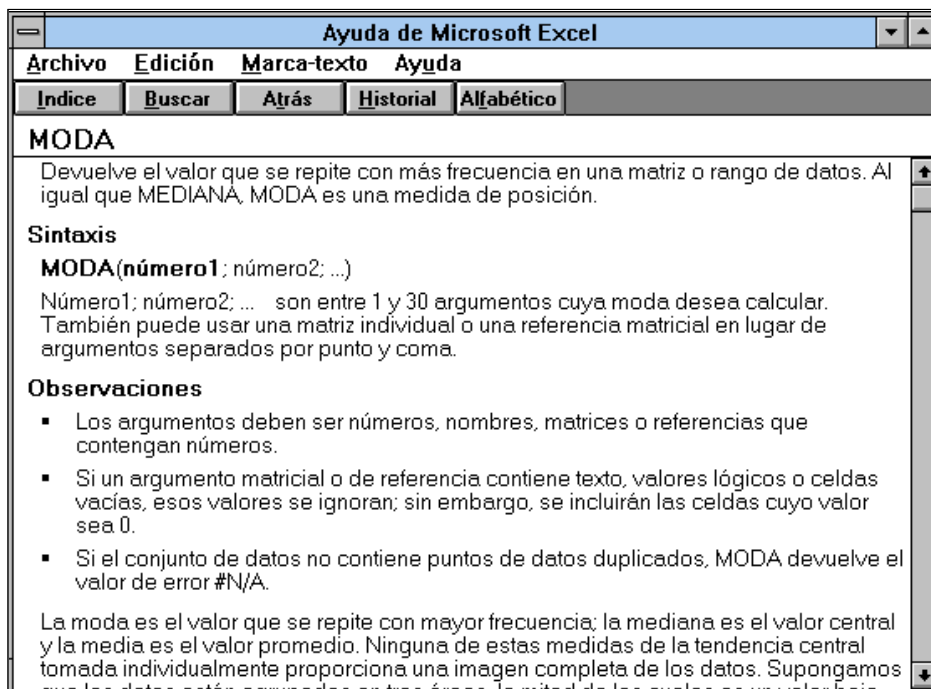 Ayuda de Microsoft Excel
Archivo Edición Marca-texto Ayuda
Indice Buscar Atrás Historial Alfabético
MODA
Devuelve el valor que se repite con más frecuencia en una matriz o rango de datos. Al
igual que MEDIANA, MODA es una medida de posición.
Sintaxis
MODA(número1; número2; ...)
Número1; número2; ... son entre 1 y 30 argumentos cuya moda desea calcular.
También puede usar una matriz individual o una referencia matricial en lugar de
argumentos separados por punto y coma.
Observaciones
▪ Los argumentos deben ser números, nombres, matrices o referencias que
contengan números.
▪ Si un argumento matricial o de referencia contiene texto, valores lógicos o celdas
vacías, esos valores se ignoran; sin embargo, se incluirán las celdas cuyo valor
sea 0.
▪ Si el conjunto de datos no contiene puntos de datos duplicados, MODA devuelve el
valor de error #N/A.
La moda es el valor que se repite con mayor frecuencia; la mediana es el valor central
y la media es el valor promedio. Ninguna de estas medidas de la tendencia central
tomada individualmente proporciona una imagen completa de los datos. Supongamos